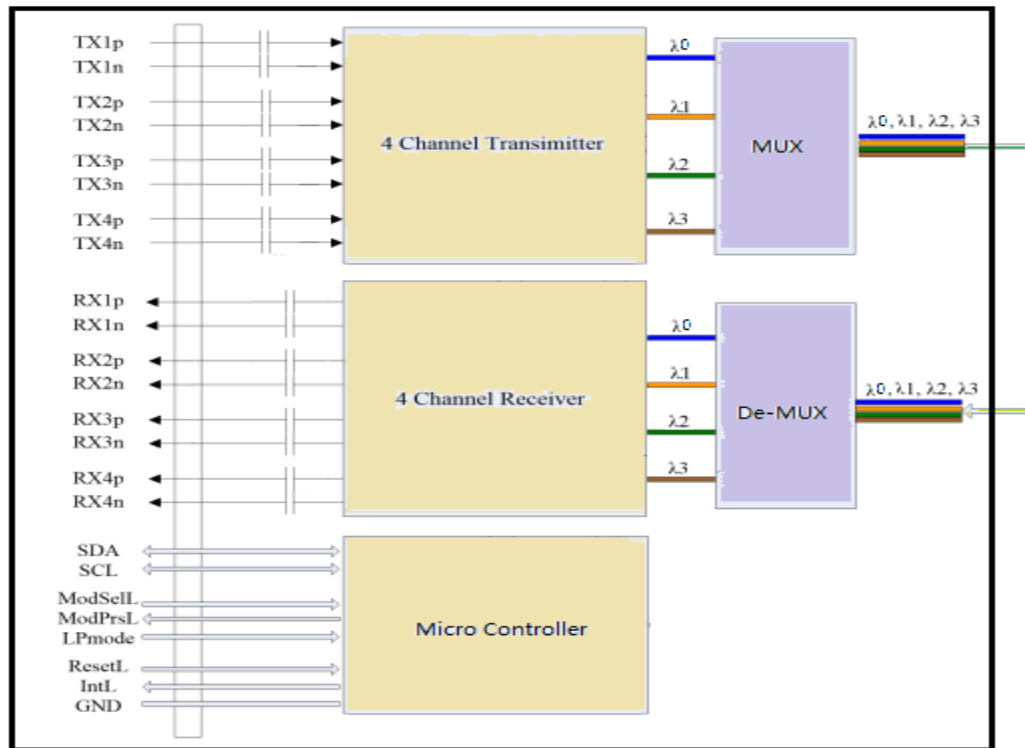 TX1p
TX1n
TX2p
TX2n
TX3p
TX3n
TX4p
TX4n
4 Channel Transimitter
λ0
λ1
λ2
λ3
MUX
λ0, λ1, λ2, λ3
RX1p
RX1n
RX2p
RX2n
RX3p
RX3n
RX4p
RX4n
4 Channel Receiver
λ0
λ1
λ2
λ3
De-MUX
λ0, λ1, λ2, λ3
SDA
SCL
ModSelL
ModPrsL
LPmode
ResetL
IntL
GND
Micro Controller